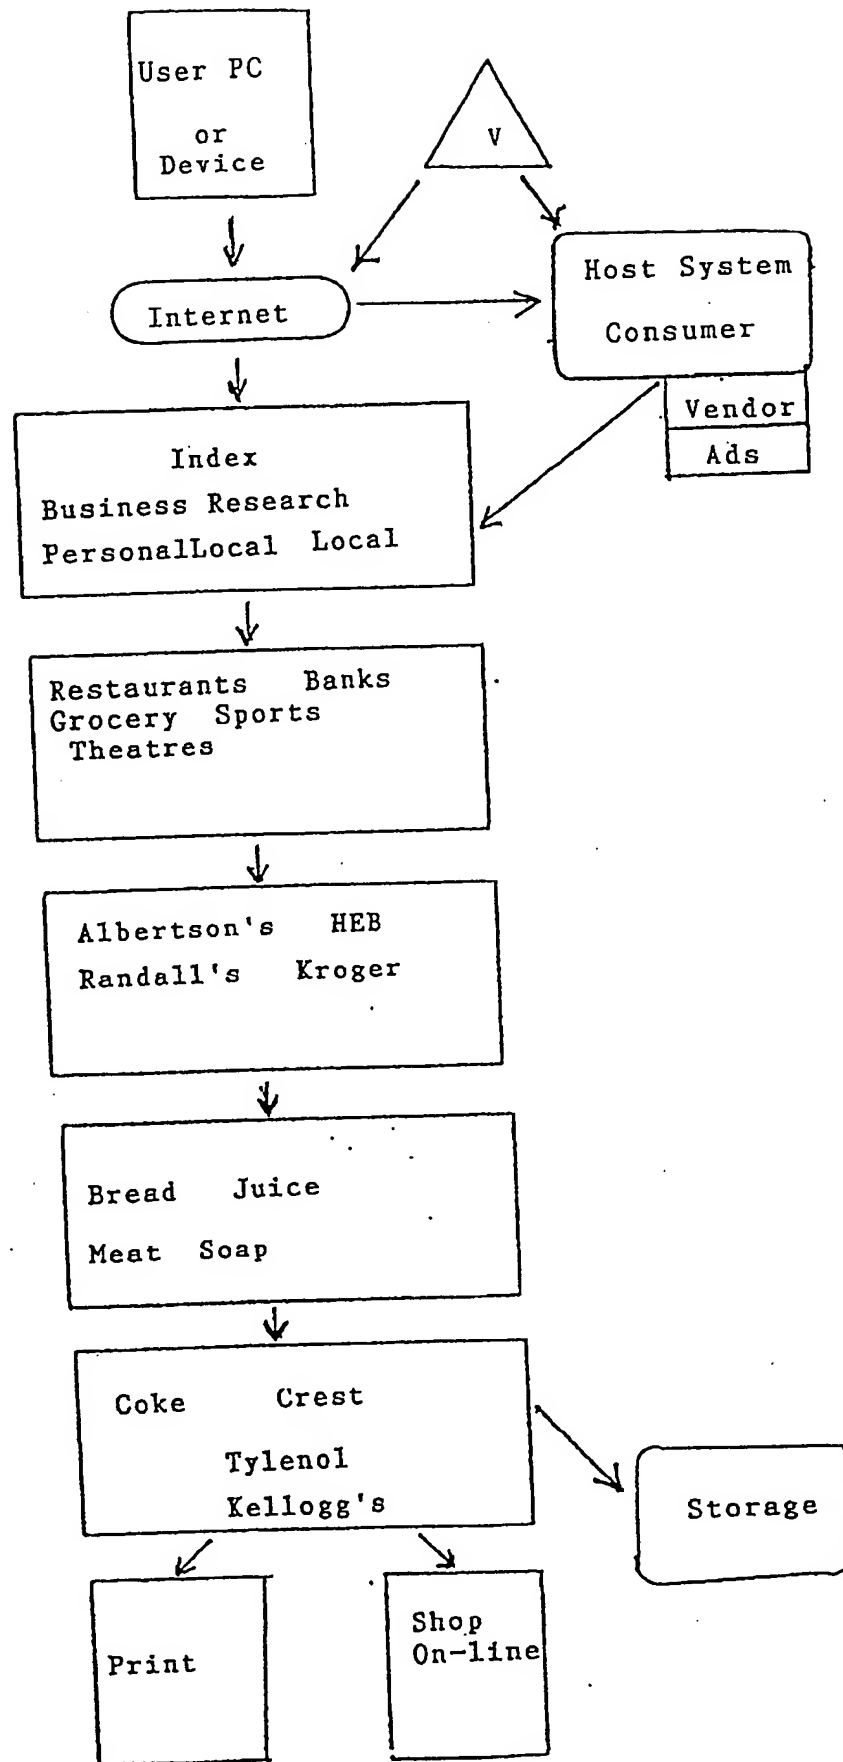 User PC
or
Device
V
Internet
Host System
Consumer
Vendor
Ads
Index
Business Research
PersonalLocal Local
Restaurants Banks
Grocery Sports
Theatres
Albertson's HEB
Randall's Kroger
Bread Juice
Meat Soap
Coke Crest
Tylenol
Kellogg's
Storage
Print
Shop
On-line